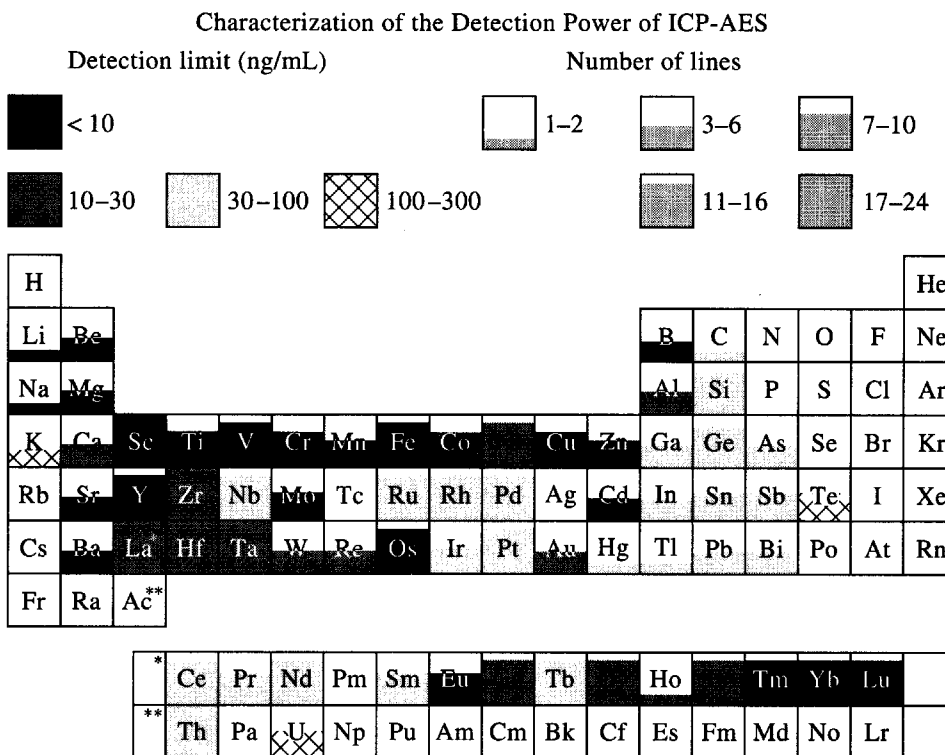 Characterization of the Detection Power of ICP-AES
Detection limit (ng/mL) Number of lines
< 10 1–2 3–6 7–10
10–30 30–100 100–300 11–16 17–24
H He
Li Be B C N O F Ne
Na Mg Al Si P S Cl Ar
K Ca Sc Ti V Cr Mn Fe Co Cu Zn Ga Ge As Se Br Kr
Rb Sr Y Zr Nb Mo Tc Ru Rh Pd Ag Cd In Sn Sb Te I Xe
Cs Ba La* Hf Ta W Re Os Ir Pt Au Hg Tl Pb Bi Po At Rn
Fr Ra Ac**
* Ce Pr Nd Pm Sm Eu Tb Ho Tm Yb Lu
** Th Pa U Np Pu Am Cm Bk Cf Es Fm Md No Lr